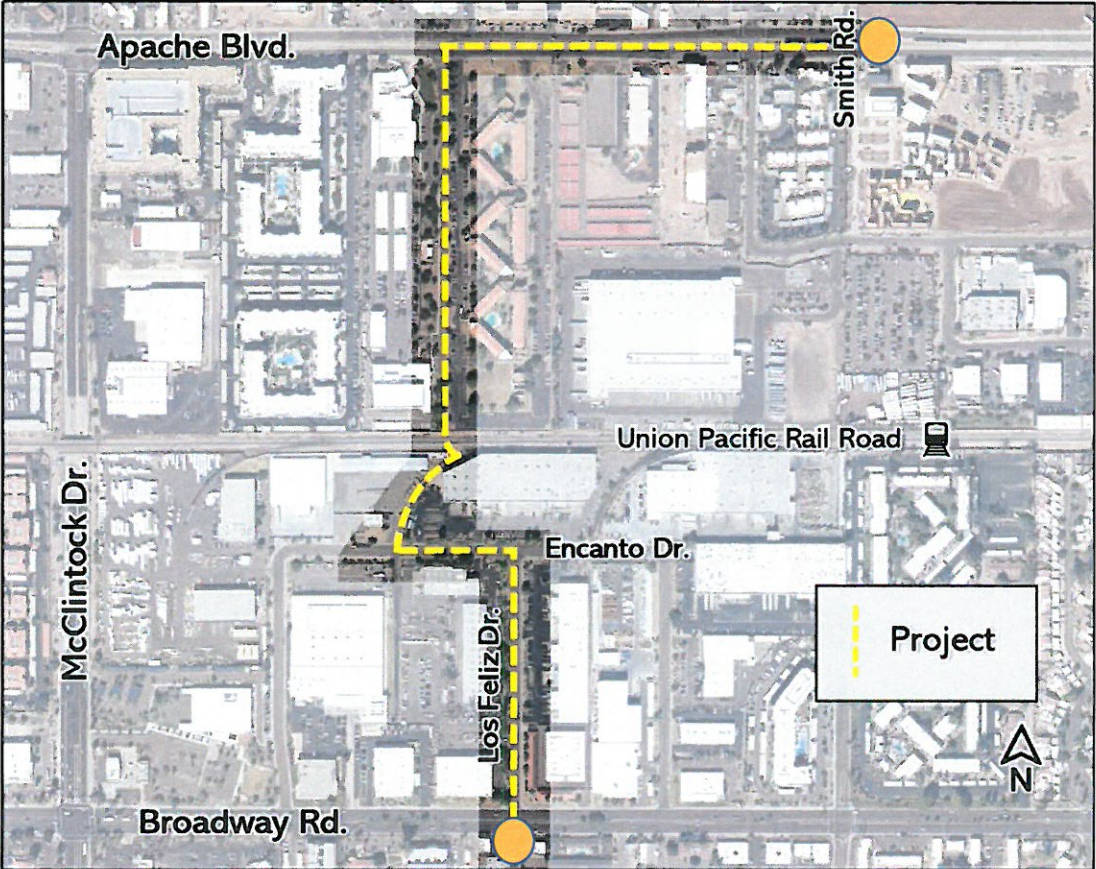 Apache Blvd.
Smith Rd.
Union Pacific Rail Road
McClintock Dr.
Encanto Dr.
Los Feliz Dr.
Project
N
Broadway Rd.